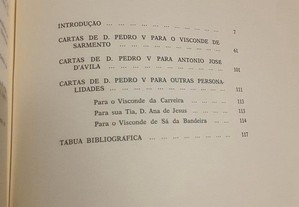 INTRODUÇÃO ... ... ... ... ... ... ... ... ... 7
CARTAS DE D. PEDRO V PARA O VISCONDE DE
SARMENTO ... ... ... ... ... ... ... ... ... 41
CARTAS DE D. PEDRO V PARA ANTONIO JOSE
D'AVILA ... ... ... ... ... ... ... ... ... 101
CARTAS DE D. PEDRO V PARA OUTRAS PERSONA-
LIDADES ... ... ... ... ... ... ... ... ... 111
Para o Visconde da Carreira ... ... ... 111
Para sua Tia, D. Ana de Jesus ... ... 113
Para o Visconde de Sá da Bandeira ... 114
TÁBUA BIBLIOGRÁFICA ... ... ... ... ... ... 117